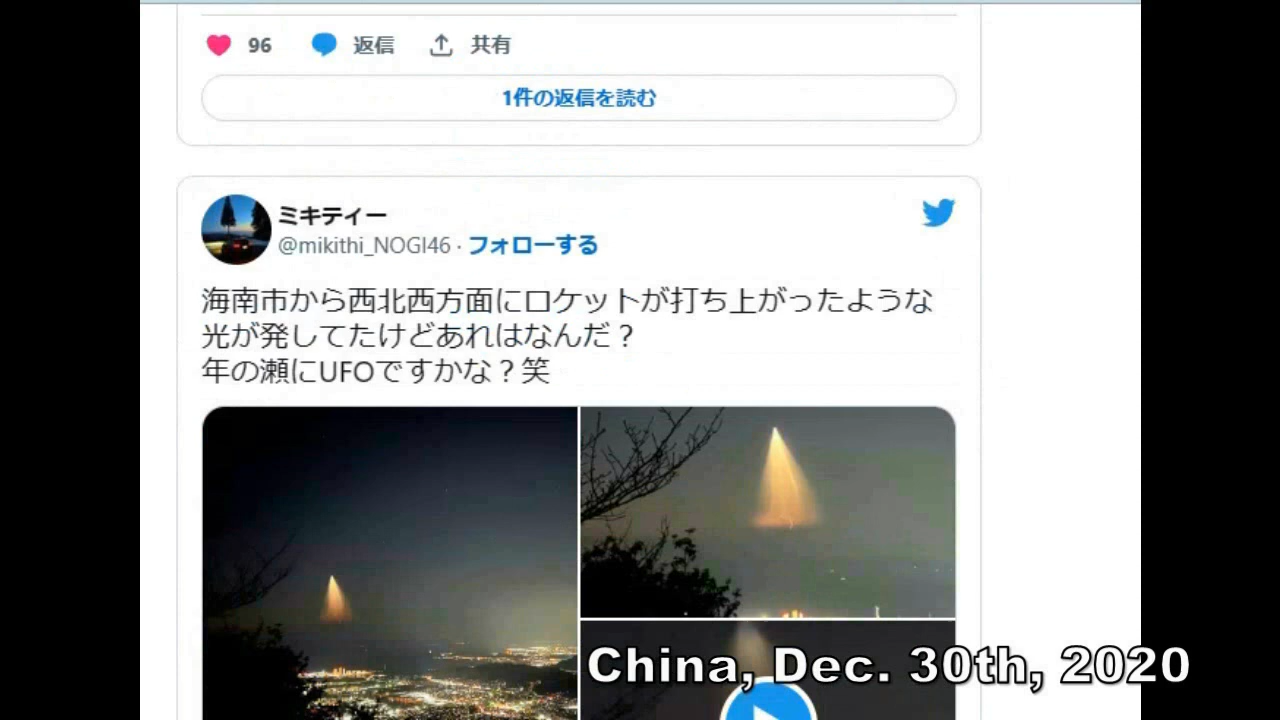 96 返信 共有
1件の返信を読む
ミキティー
@mikithi_NOGI46 · フォローする
海南市から西北西方面にロケットが打ち上がったような
光が発してたけどあれはなんだ？
年の瀬にUFOですかな？笑
China, Dec. 30th, 2020